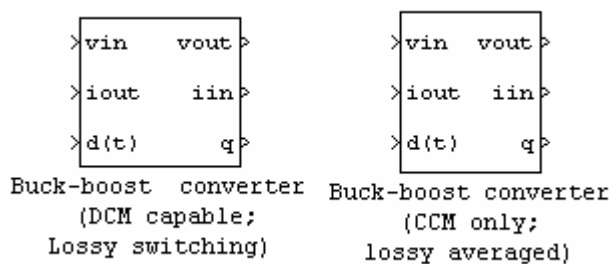 vin vout
iout iin
d(t) q
Buck-boost converter
(DCM capable;
Lossy switching)
vin vout
iout iin
d(t) q
Buck-boost converter
(CCM only;
lossy averaged)